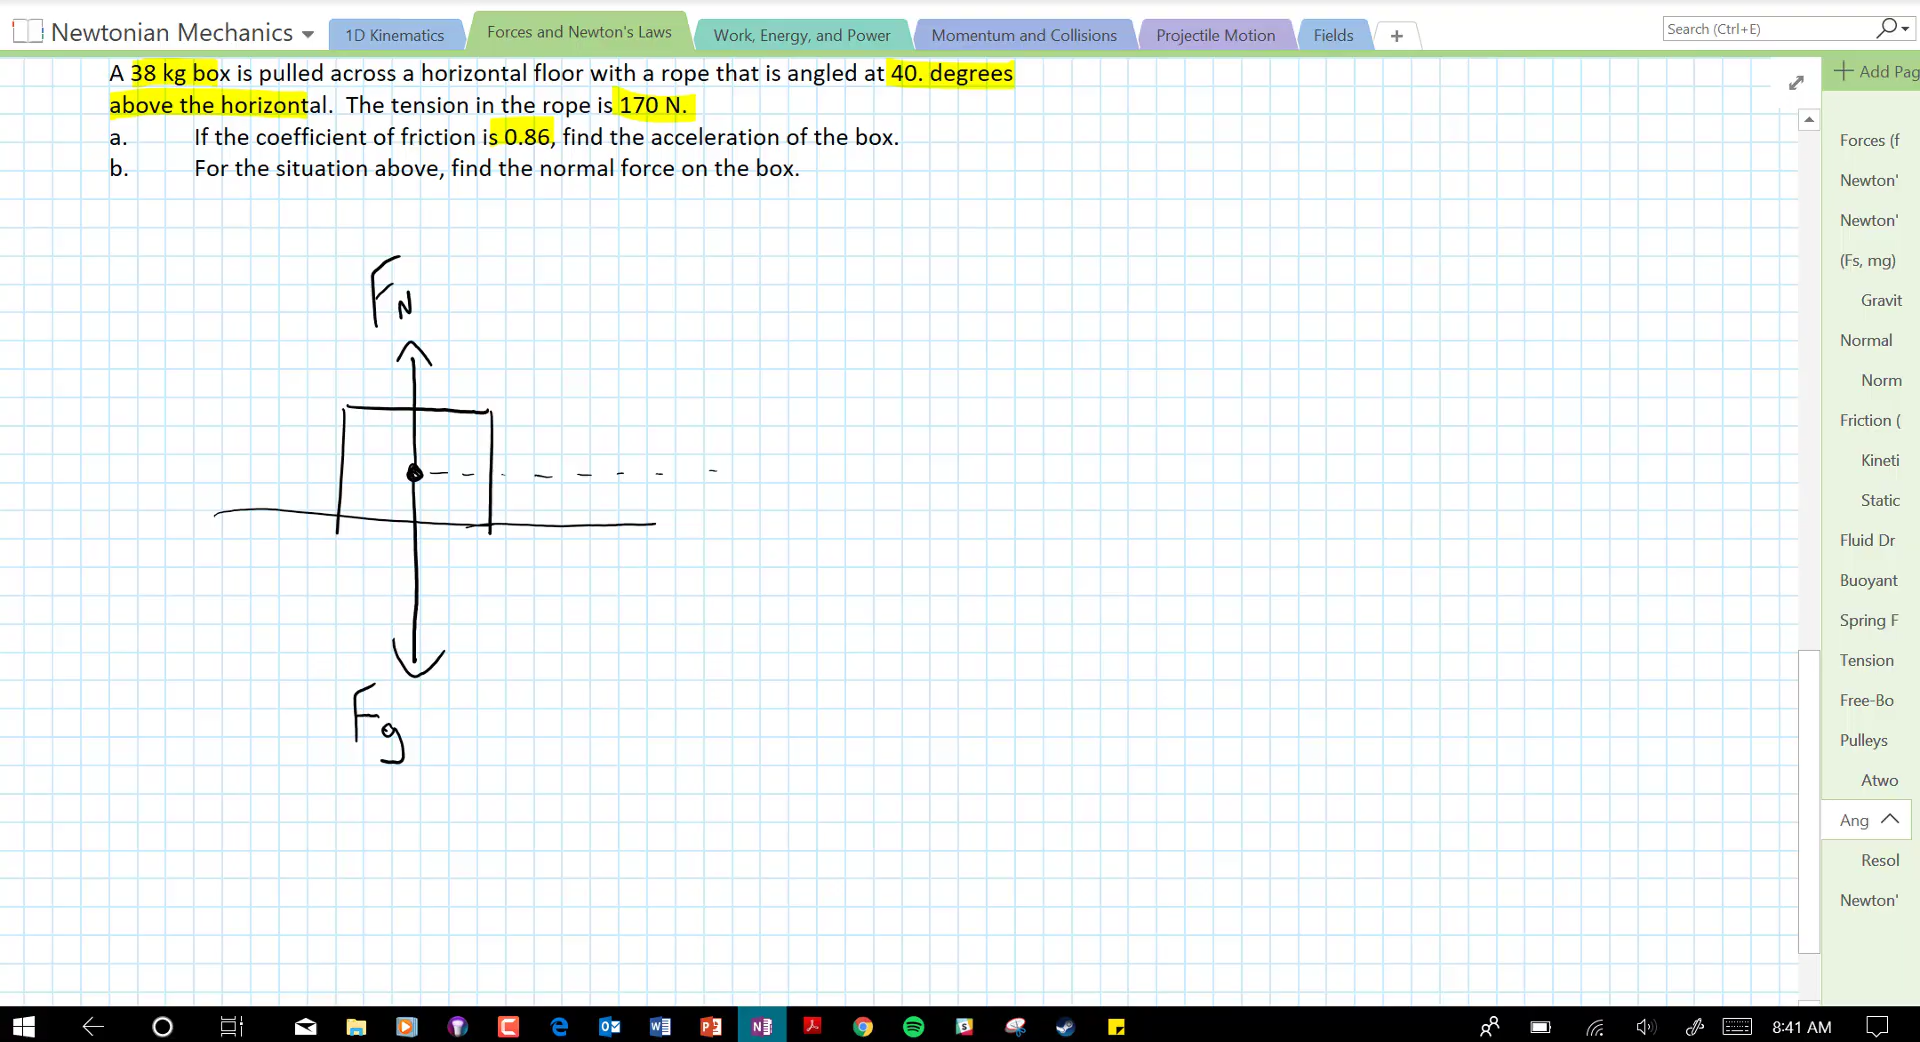 Newtonian Mechanics
1D Kinematics
Forces and Newton's Laws
Work, Energy, and Power
Momentum and Collisions
Projectile Motion
Fields
+
Search (Ctrl+E)
A 38 kg box is pulled across a horizontal floor with a rope that is angled at 40. degrees
above the horizontal. The tension in the rope is 170 N.
a. If the coefficient of friction is 0.86, find the acceleration of the box.
b. For the situation above, find the normal force on the box.
FN
Fg
+ Add Pag
Forces (f
Newton'
Newton'
(Fs, mg)
Gravit
Normal
Norm
Friction (
Kineti
Static
Fluid Dr
Buoyant
Spring F
Tension
Free-Bo
Pulleys
Atwo
Ang
Resol
Newton'
8:41 AM